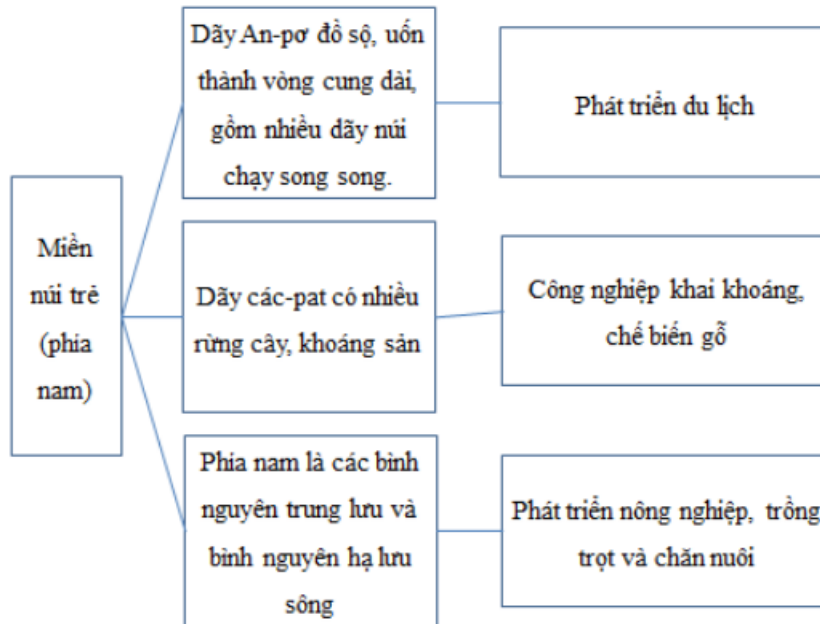 Miền
núi trẻ
(phía
nam)
Dãy An-pơ đồ sộ, uốn
thành vòng cung dài,
gồm nhiều dãy núi
chạy song song.
Phát triển du lịch
Dãy các-pat có nhiều
rừng cây, khoáng sản
Công nghiệp khai khoáng,
chế biến gỗ
Phía nam là các bình
nguyên trung lưu và
bình nguyên hạ lưu
sông
Phát triển nông nghiệp, trồng
trọt và chăn nuôi